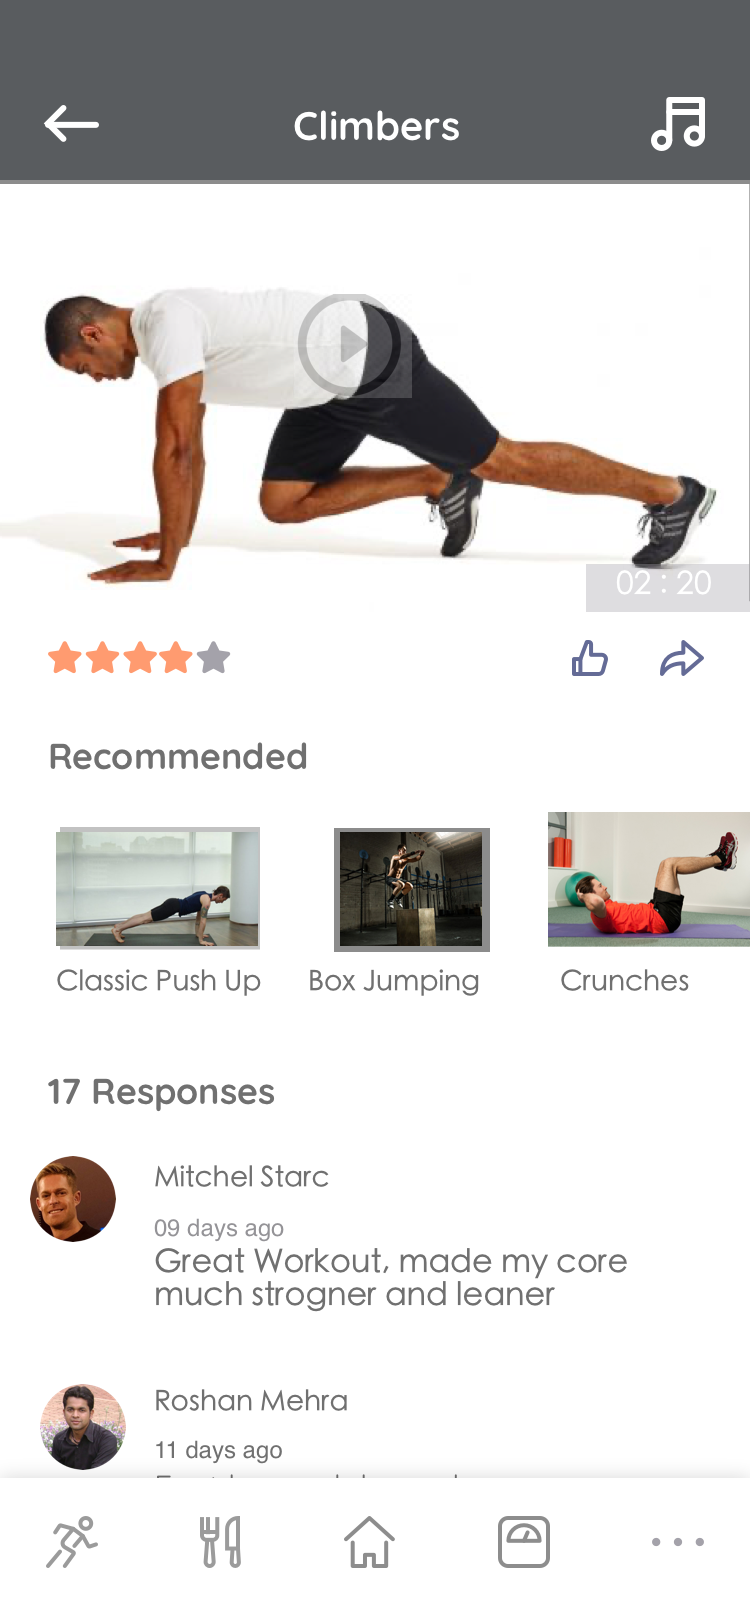 Climbers
02 : 20
Recommended
Classic Push Up
Box Jumping
Crunches
17 Responses
Mitchel Starc
09 days ago
Great Workout, made my core
much strogner and leaner
Roshan Mehra
11 days ago